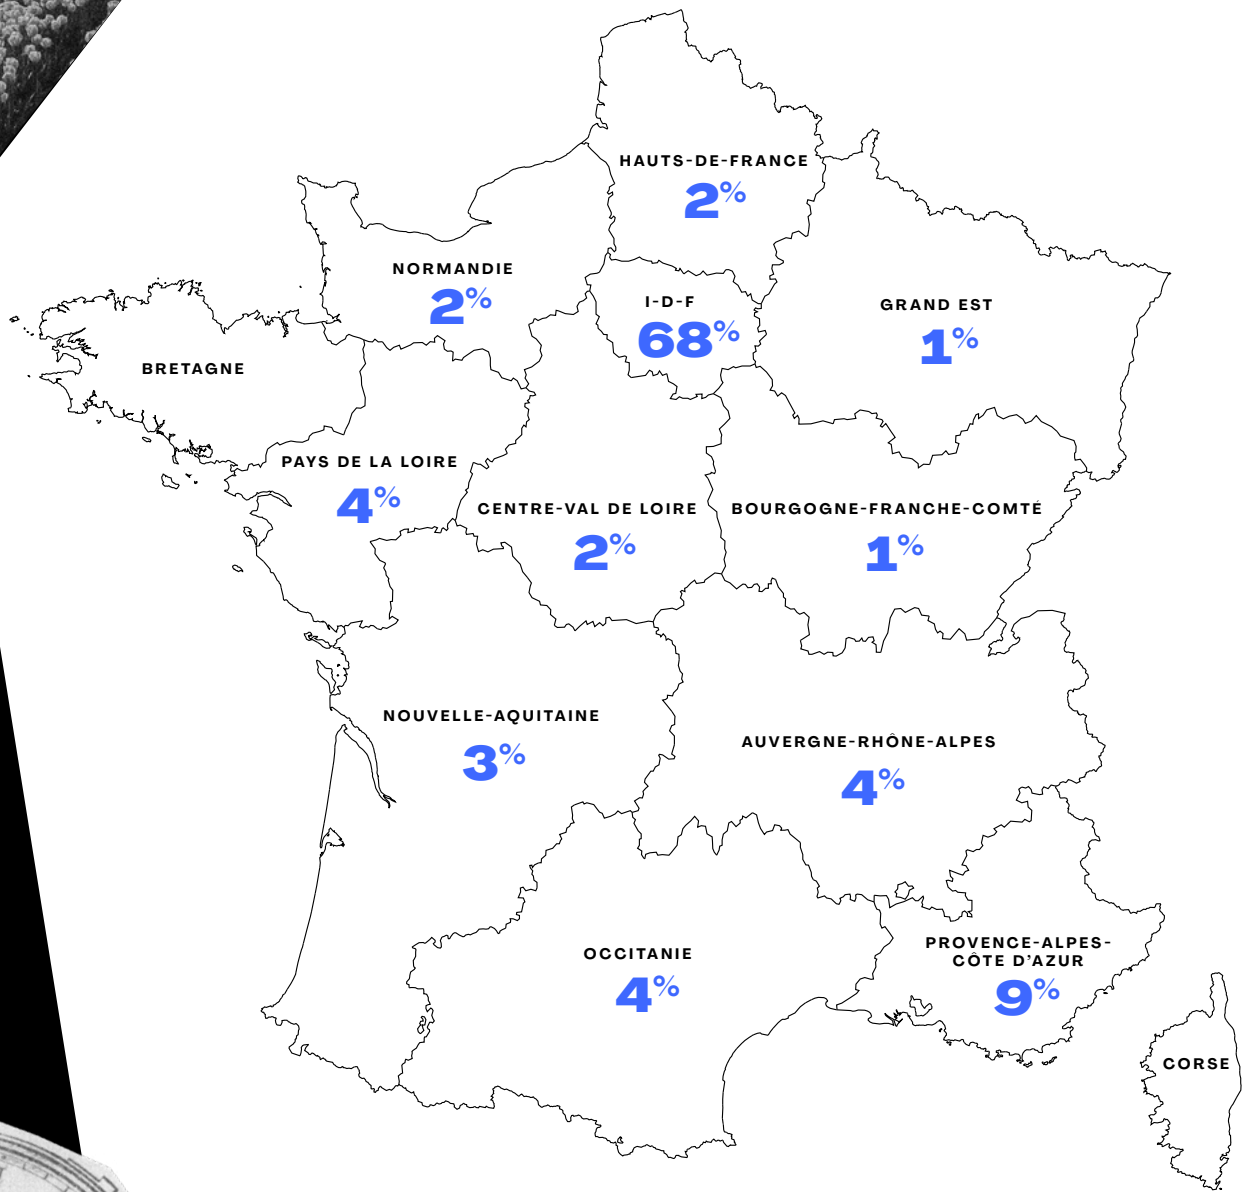 HAUTS-DE-FRANCE
2%
NORMANDIE
2%
I-D-F
68%
GRAND EST
1%
BRETAGNE
PAYS DE LA LOIRE
4%
CENTRE-VAL DE LOIRE
2%
BOURGOGNE-FRANCHE-COMTÉ
1%
NOUVELLE-AQUITAINE
3%
AUVERGNE-RHÔNE-ALPES
4%
OCCITANIE
4%
PROVENCE-ALPES-
CÔTE D'AZUR
9%
CORSE